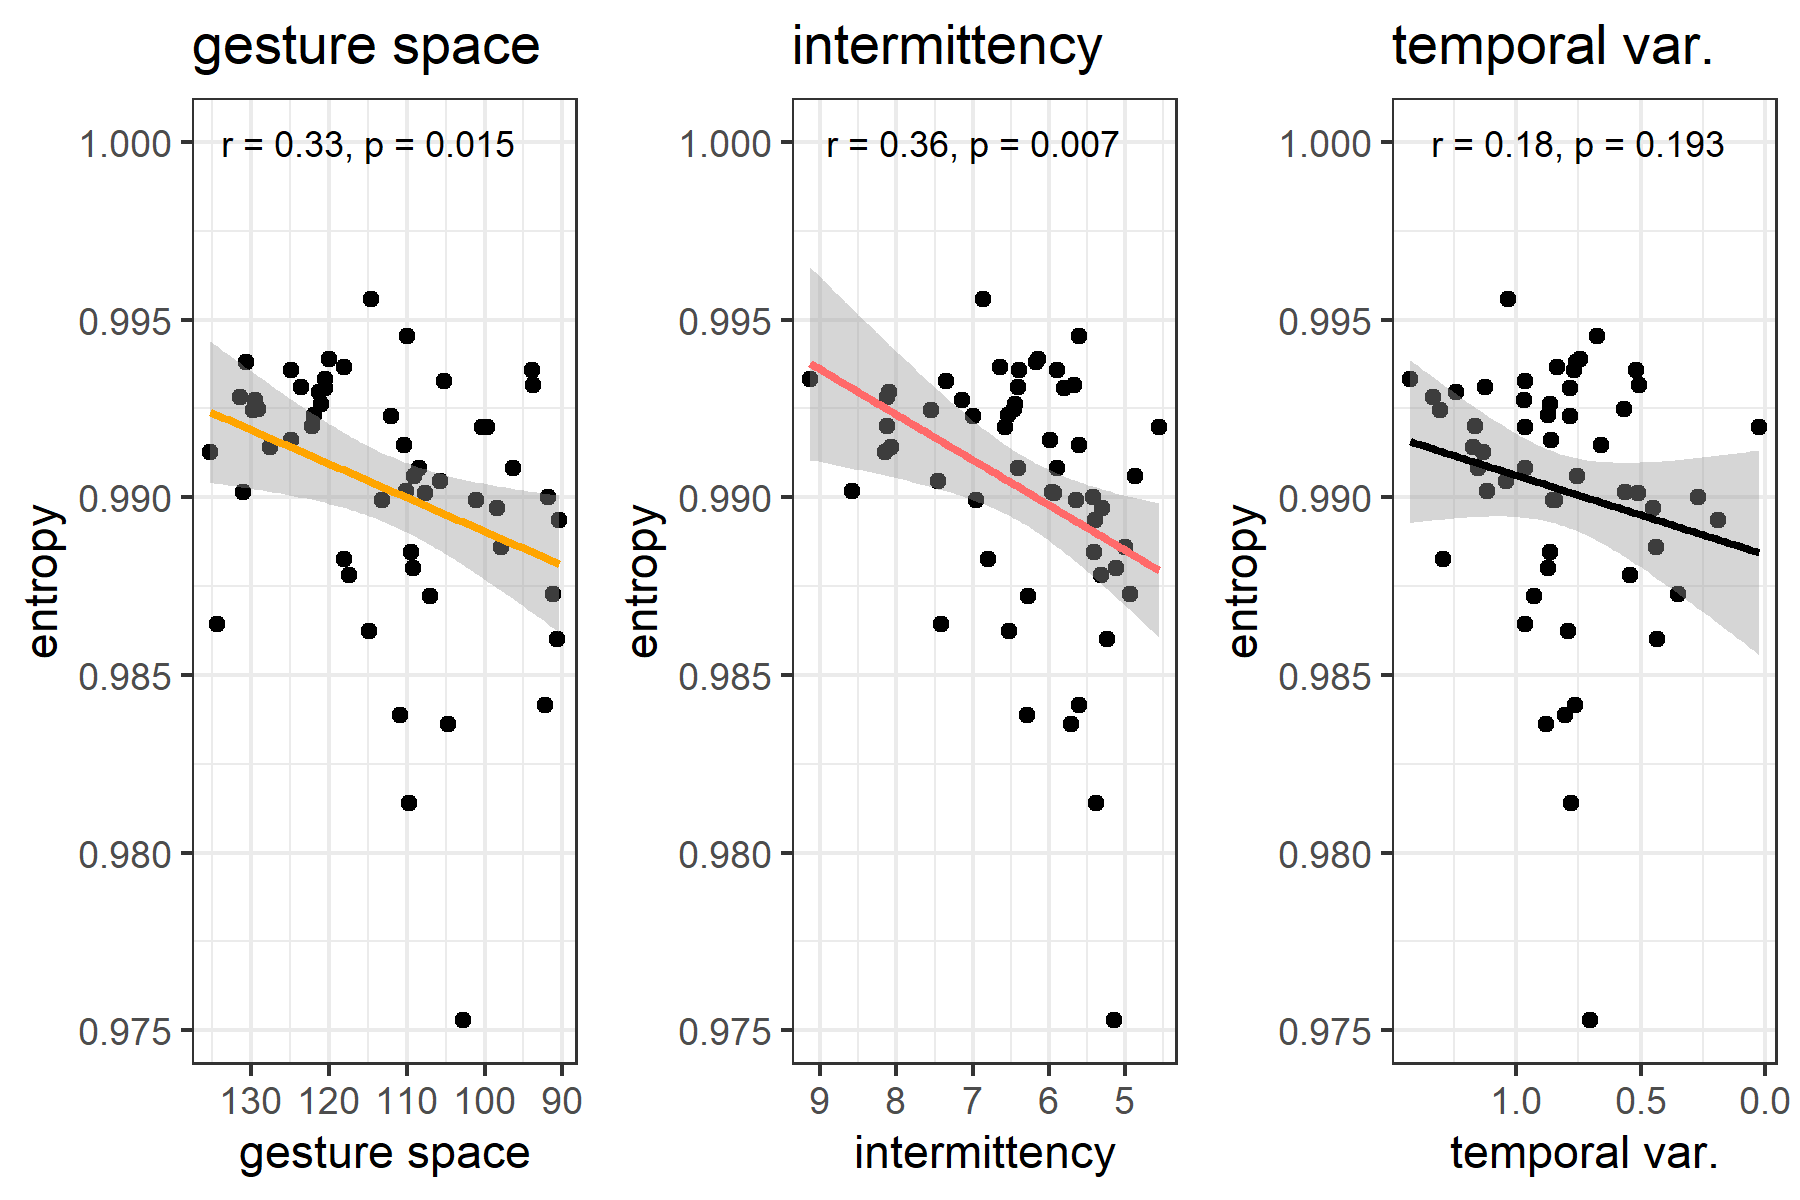 gesture space
intermittency
temporal var.
r = 0.33, p = 0.015
r = 0.36, p = 0.007
r = 0.18, p = 0.193
1.000
0.995
0.990
0.985
0.980
0.975
entropy
1.000
0.995
0.990
0.985
0.980
0.975
entropy
1.000
0.995
0.990
0.985
0.980
0.975
entropy
130 120 110 100 90
9 8 7 6 5
1.0 0.5 0.0
gesture space
intermittency
temporal var.